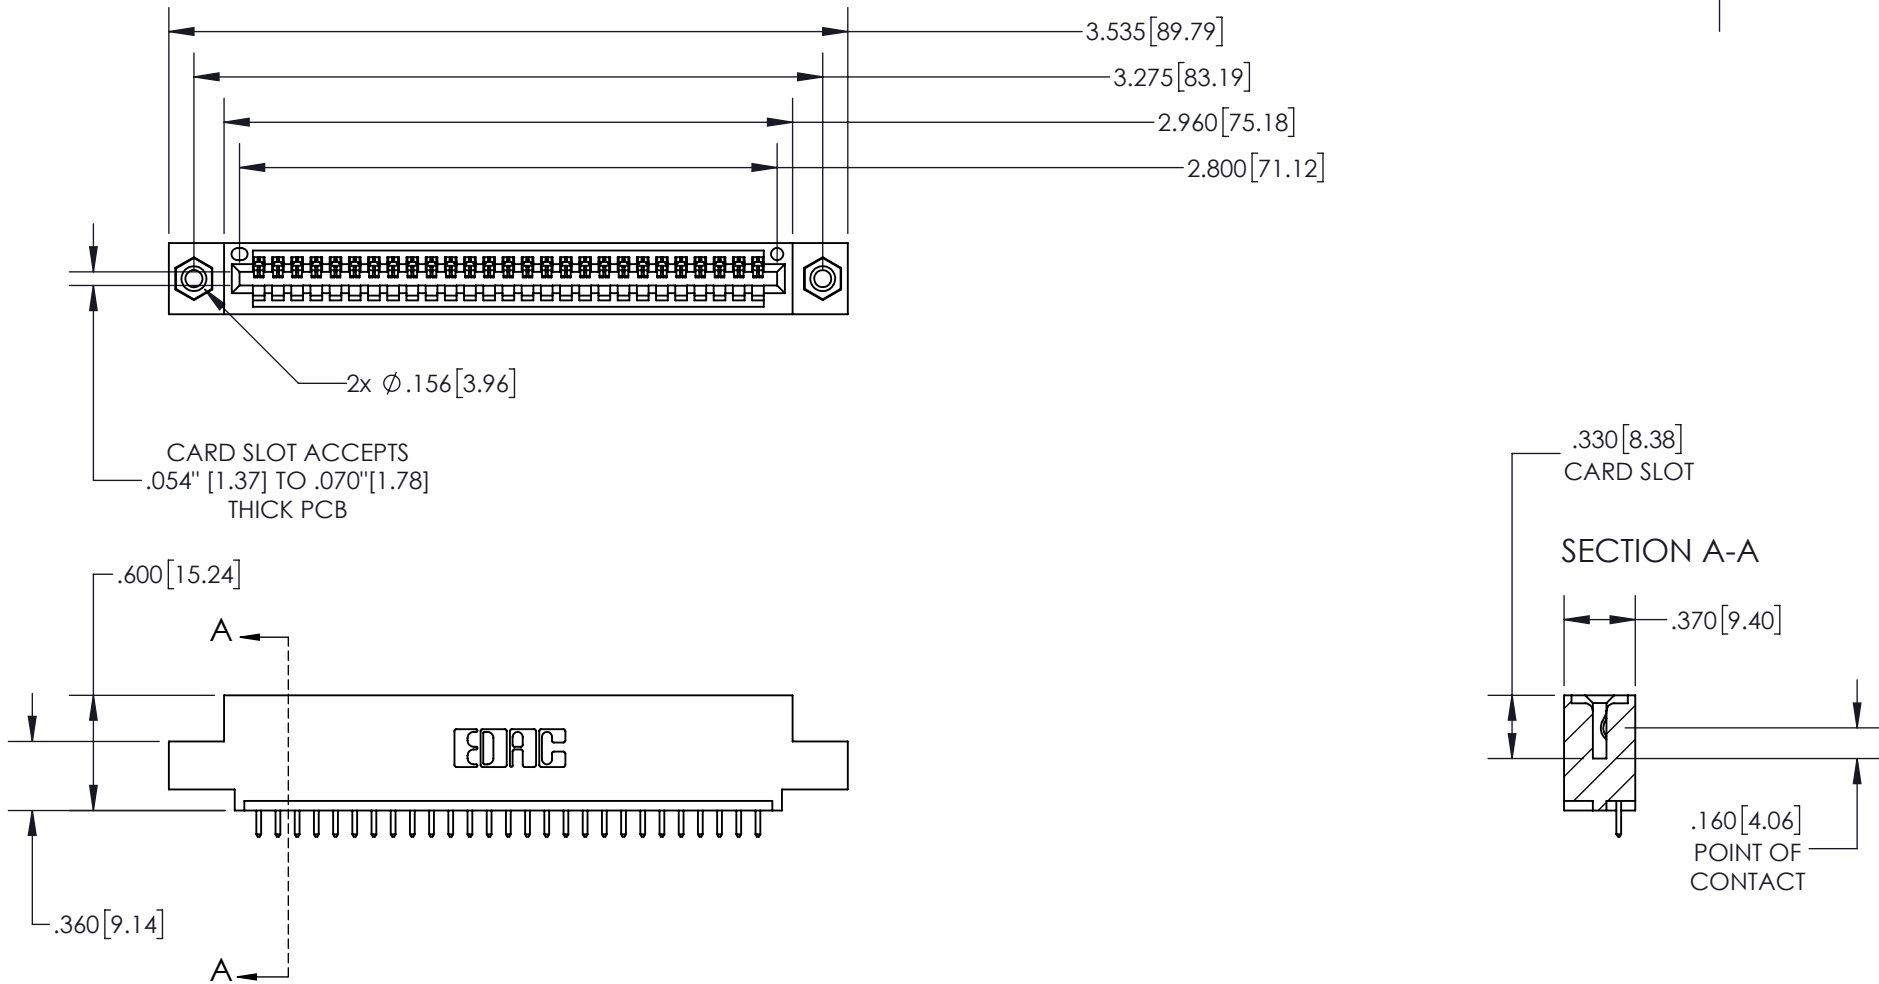 3.535[89.79]
3.275[83.19]
2.960[75.18]
2.800[71.12]
2x ⌀.156[3.96]
CARD SLOT ACCEPTS
.054" [1.37] TO .070"[1.78]
THICK PCB
.330[8.38]
CARD SLOT
SECTION A-A
.600[15.24]
A
.370[9.40]
EDAC
.160[4.06]
POINT OF
CONTACT
.360[9.14]
A